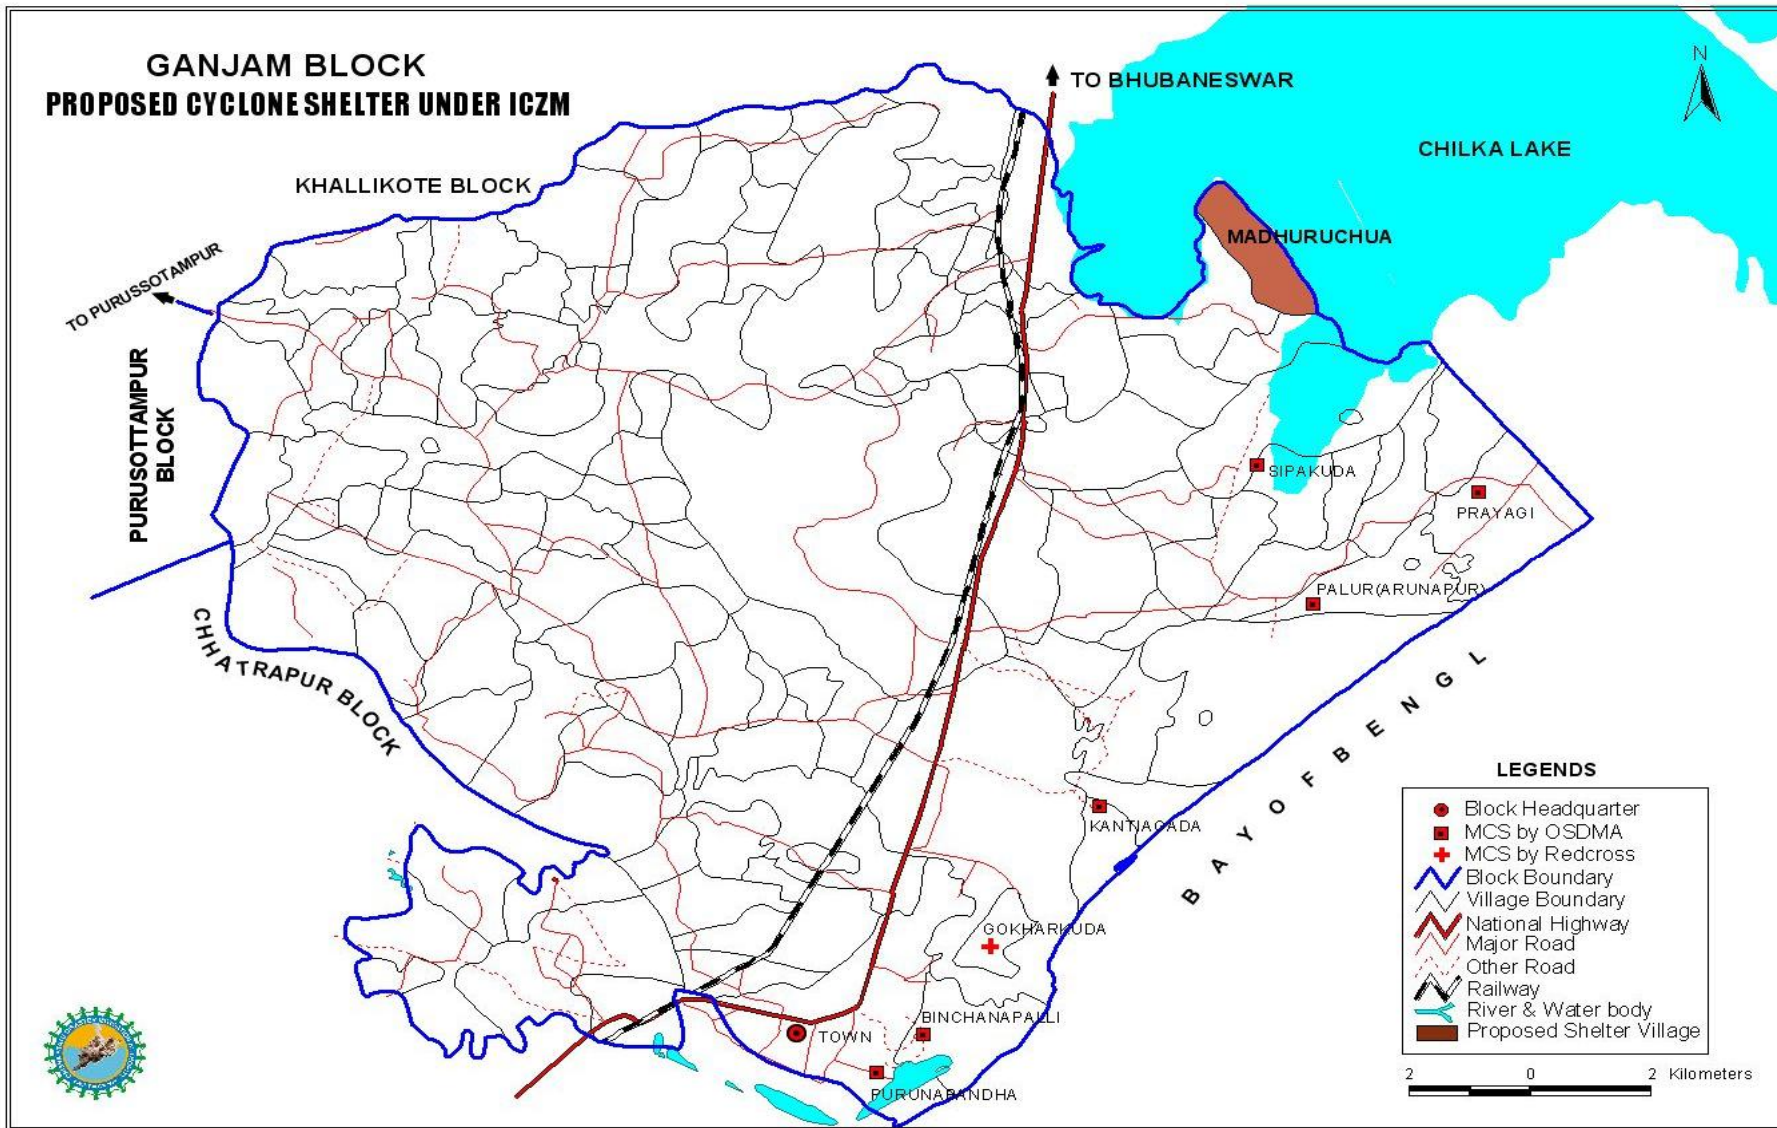 GANJAM BLOCK
PROPOSED CYCLONE SHELTER UNDER ICZM
TO BHUBANESWAR
N
CHILKA LAKE
KHALLIKOTE BLOCK
MADHURUCHUA
TO PURUSSOTAMPUR
PURUSOTTAMPUR
BLOCK
SIPAKUDA
PRAYAGI
PALUR(ARUNAPUR)
CHHATRAPUR BLOCK
BAY OF BENGL
KANTIAGADA
GOKHARKUDA
BINCHANAPALLI
TOWN
PURUNABANDHA
LEGENDS
Block Headquarter
MCS by OSDMA
MCS by Redcross
Block Boundary
Village Boundary
National Highway
Major Road
Other Road
Railway
River & Water body
Proposed Shelter Village
2 0 2 Kilometers